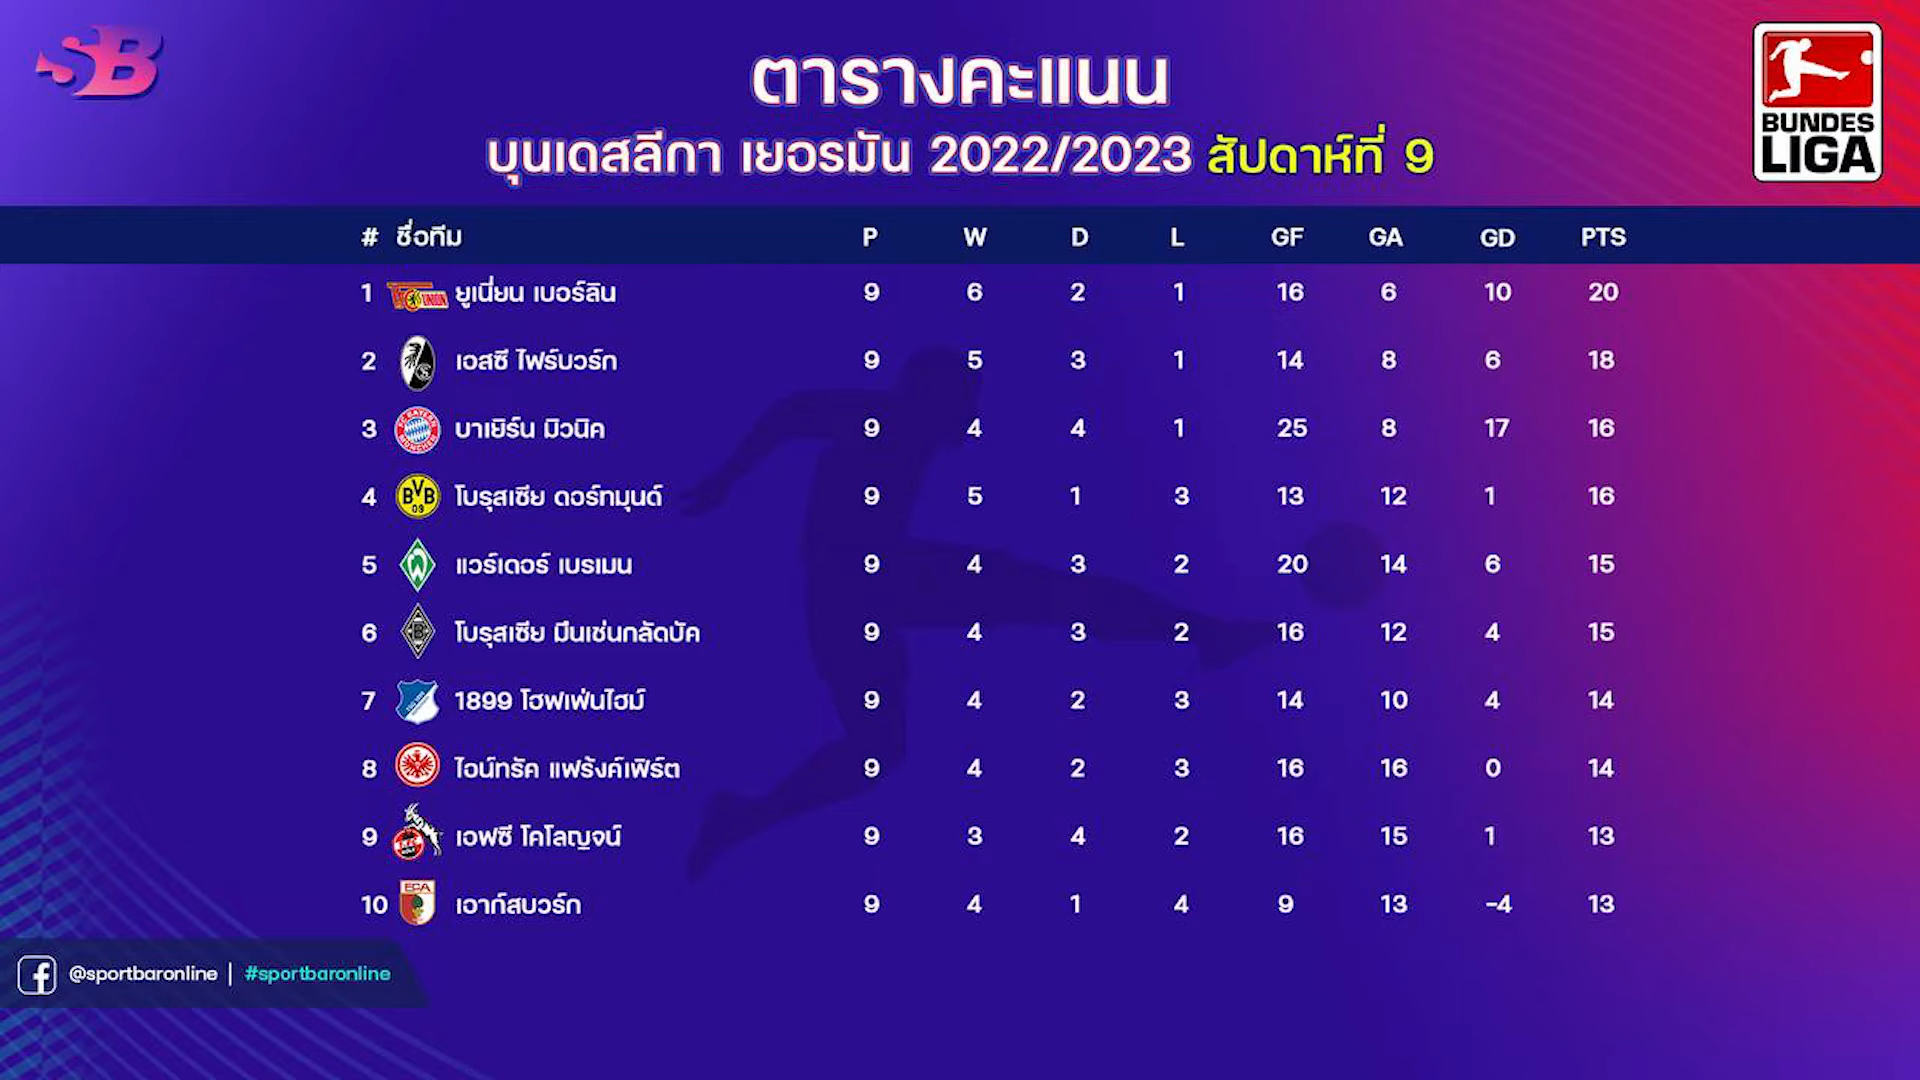 SB
ตารางคะแนน
บุนเดสลีกา เยอรมัน 2022/2023 สัปดาห์ที่ 9
BUNDES
LIGA
# ชื่อทีม P W D L GF GA GD PTS
1 UNION ยูเนี่ยน เบอร์ลิน 9 6 2 1 16 6 10 20
2 เอสซี ไฟร์บวร์ก 9 5 3 1 14 8 6 18
3 บาเยิร์น มิวนิค 9 4 4 1 25 8 17 16
4 BVB 09 โบรุสเซีย ดอร์ทมุนด์ 9 5 1 3 13 12 1 16
5 แวร์เดอร์ เบรเมน 9 4 3 2 20 14 6 15
6 โบรุสเซีย มึนเช่นกลัดบัค 9 4 3 2 16 12 4 15
7 1899 โฮฟเฟ่นไฮม์ 9 4 2 3 14 10 4 14
8 ไอน์ทรัค แฟร้งค์เฟิร์ต 9 4 2 3 16 16 0 14
9 เอฟซี โคโลญจน์ 9 3 4 2 16 15 1 13
10 FCA เอาก์สบวร์ก 9 4 1 4 9 13 -4 13
@sportbaronline | #sportbaronline